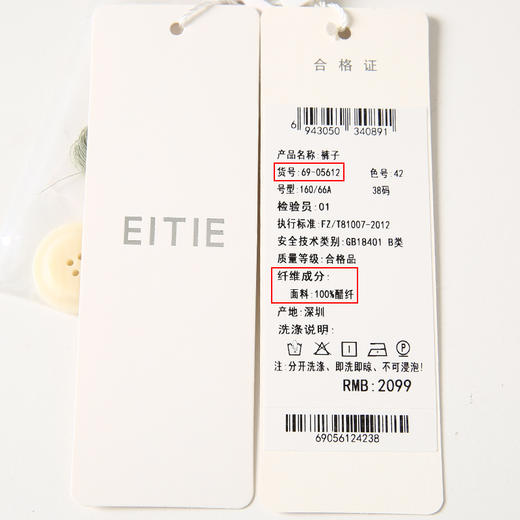 EITIE
合格证
6 943050 340891
产品名称:裤子
货号:69-05612 色号:42
号型:160/66A 38码
检验员:01
执行标准:FZ/T81007-2012
安全技术类别:GB18401 B类
质量等级:合格品
纤维成分:
面料:100%醋纤
产地:深圳
洗涤说明:
P
注:分开洗涤、即洗即晾、不可浸泡!
RMB:2099
69056124238